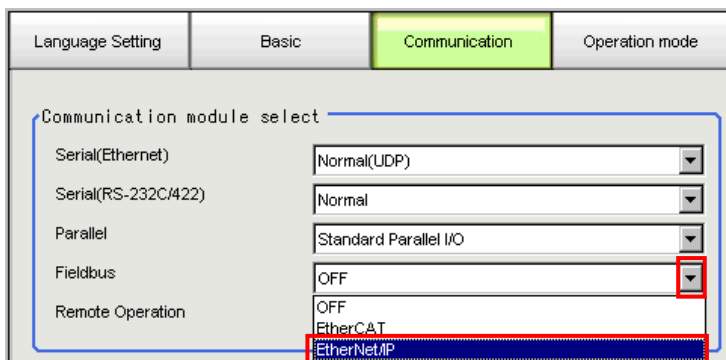 Language Setting Basic Communication Operation mode
Communication module select
Serial(Ethernet) Normal(UDP)
Serial(RS-232C/422) Normal
Parallel Standard Parallel I/O
Fieldbus OFF
Remote Operation OFF
EtherCAT
EtherNet/IP